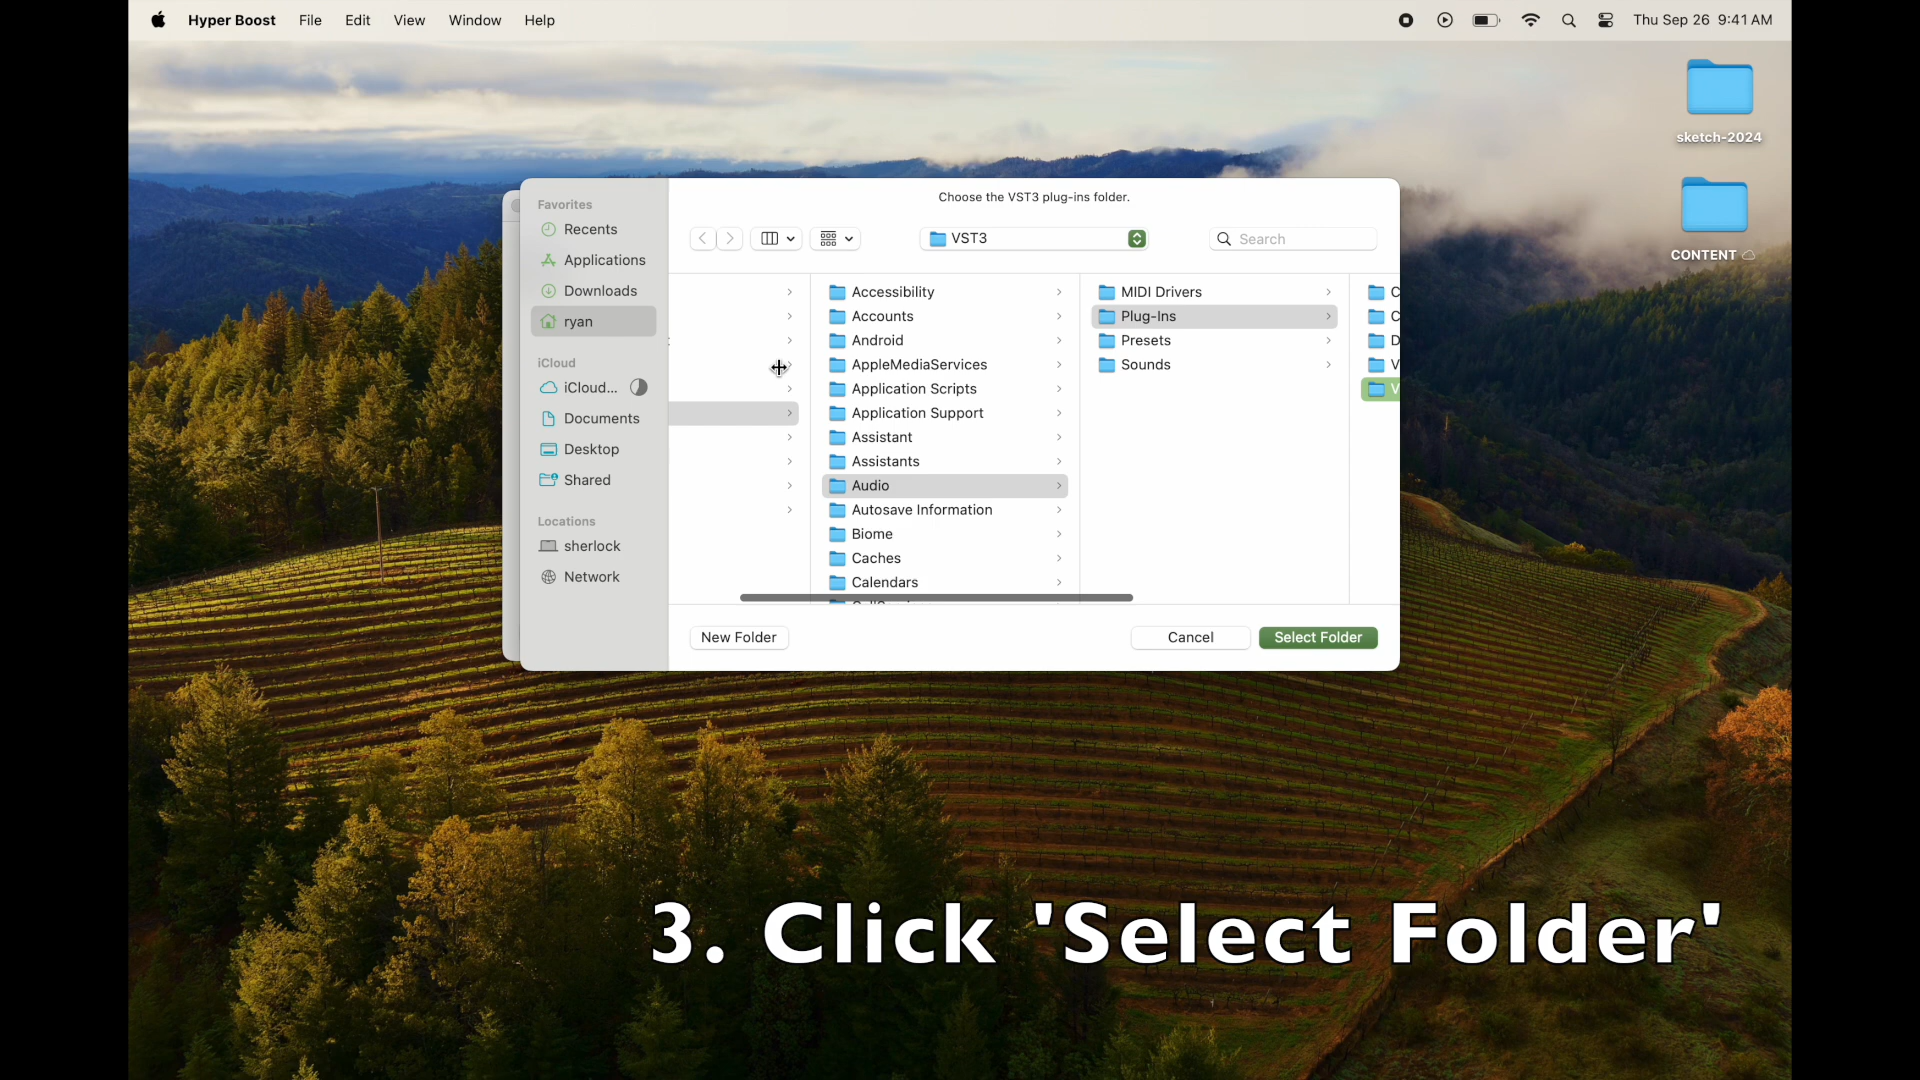 Hyper Boost File Edit View Window Help Thu Sep 26 9:41 AM
sketch-2024
CONTENT
Choose the VST3 plug-ins folder.
VST3
Search
Favorites
Recents
Applications
Downloads
ryan
iCloud
iCloud...
Documents
Desktop
Shared
Locations
sherlock
Network
Accessibility
Accounts
Android
AppleMediaServices
Application Scripts
Application Support
Assistant
Assistants
Audio
Autosave Information
Biome
Caches
Calendars
MIDI Drivers
Plug-Ins
Presets
Sounds
New Folder
Cancel
Select Folder
3. Click 'Select Folder'